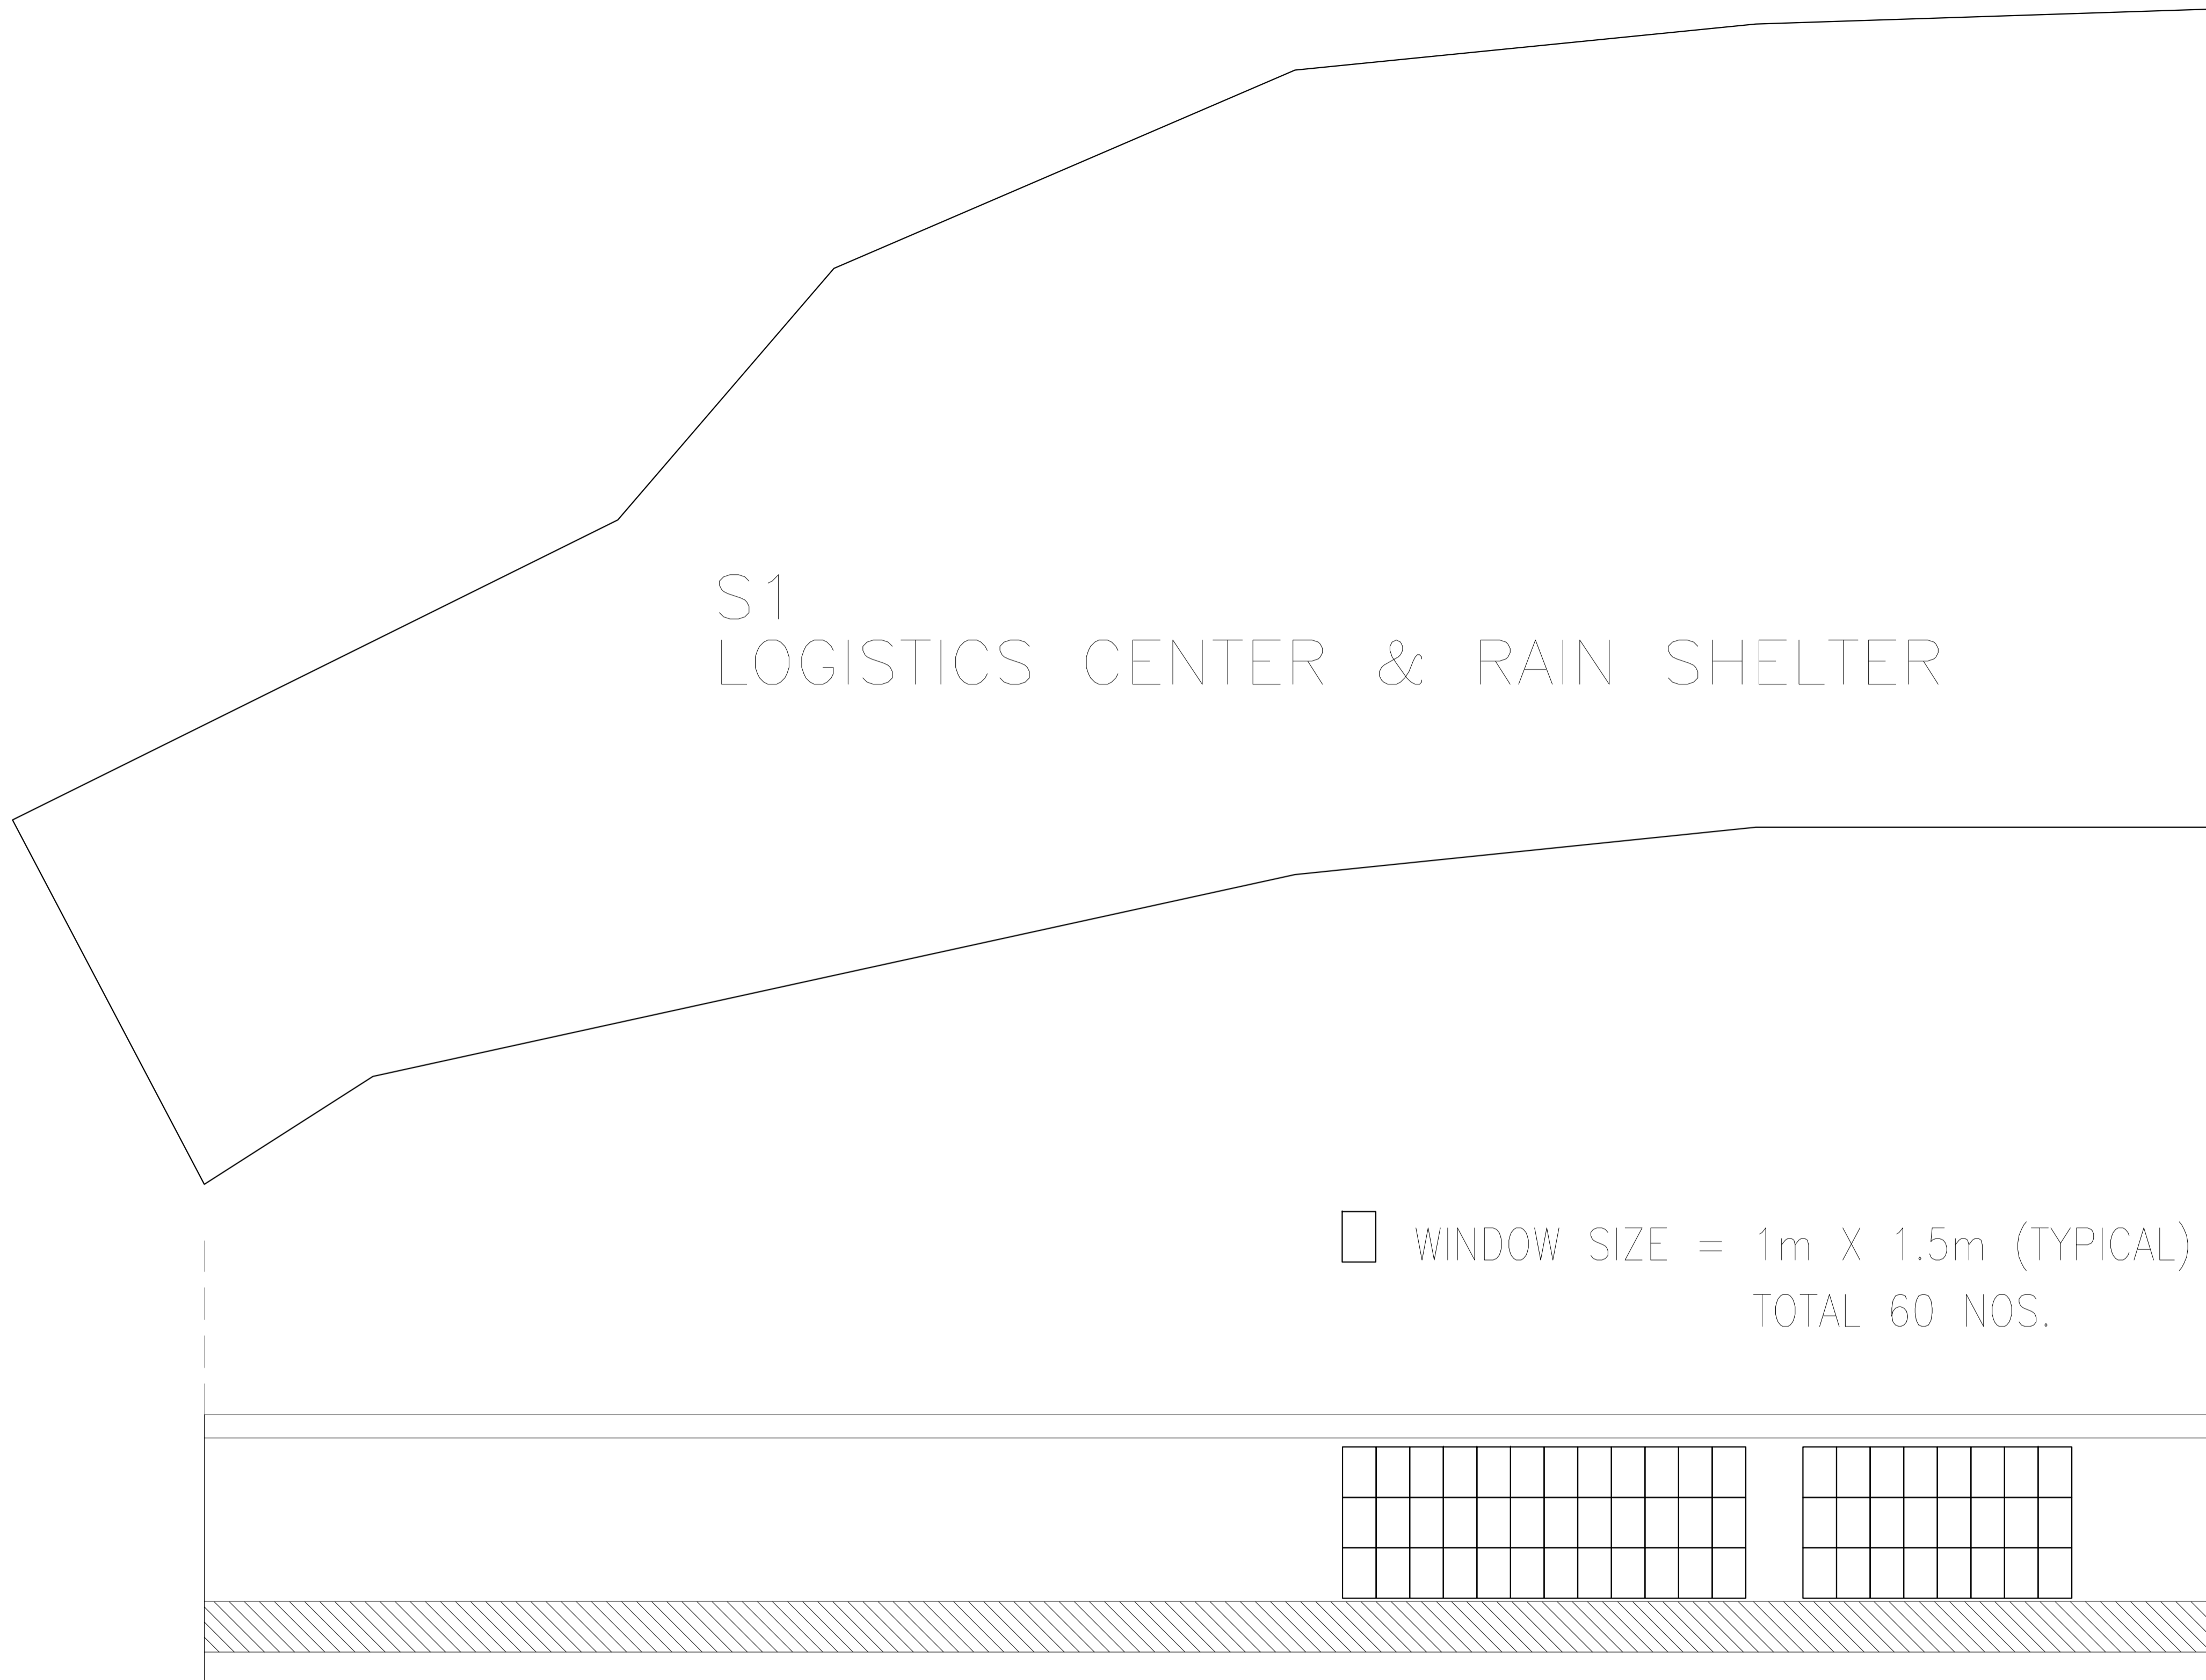 S1
LOGISTICS CENTER & RAIN SHELTER
WINDOW SIZE = 1m X 1.5m (TYPICAL)
TOTAL 60 NOS.